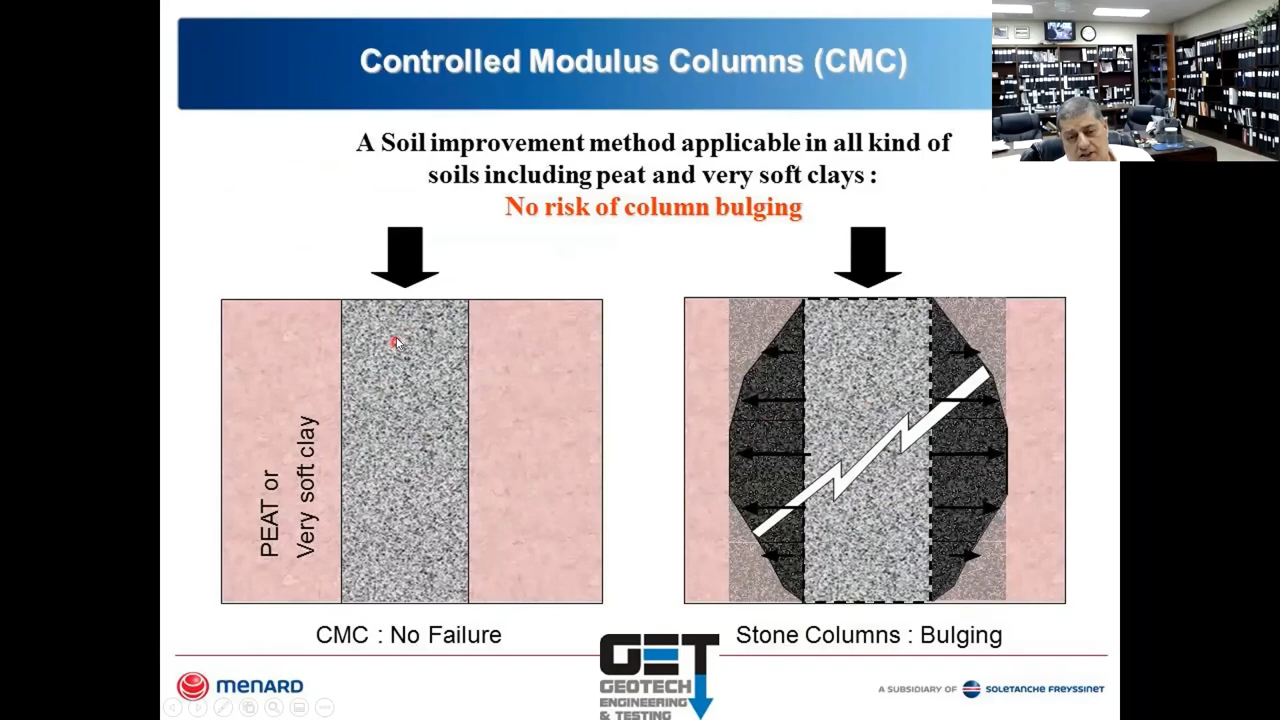 Controlled Modulus Columns (CMC)
A Soil improvement method applicable in all kind of
soils including peat and very soft clays :
No risk of column bulging
PEAT or
Very soft clay
CMC : No Failure
Stone Columns : Bulging
MENARD
GET
GEOTECH
ENGINEERING
& TESTING
A SUBSIDIARY OF SOLETANCHE FREYSSINET